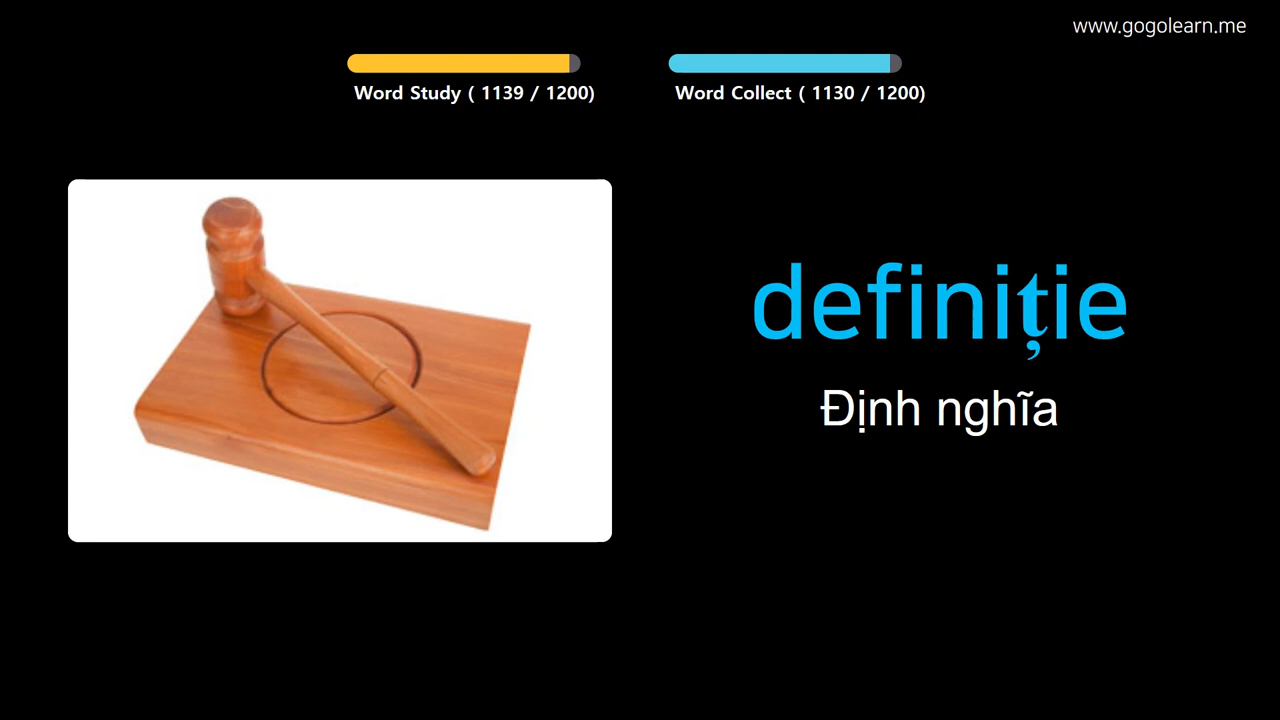 www.gogolearn.me
Word Study ( 1139 / 1200)
Word Collect ( 1130 / 1200)
definiție
Định nghĩa